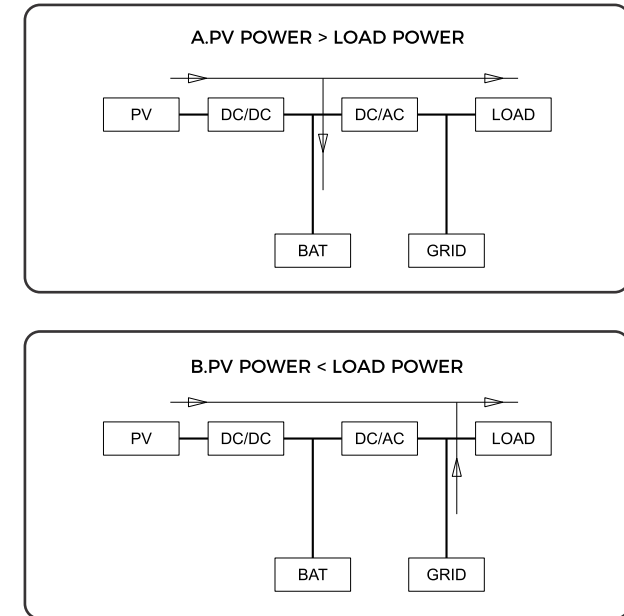 A.PV POWER > LOAD POWER
PV DC/DC DC/AC LOAD
BAT GRID
B.PV POWER < LOAD POWER
PV DC/DC DC/AC LOAD
BAT GRID